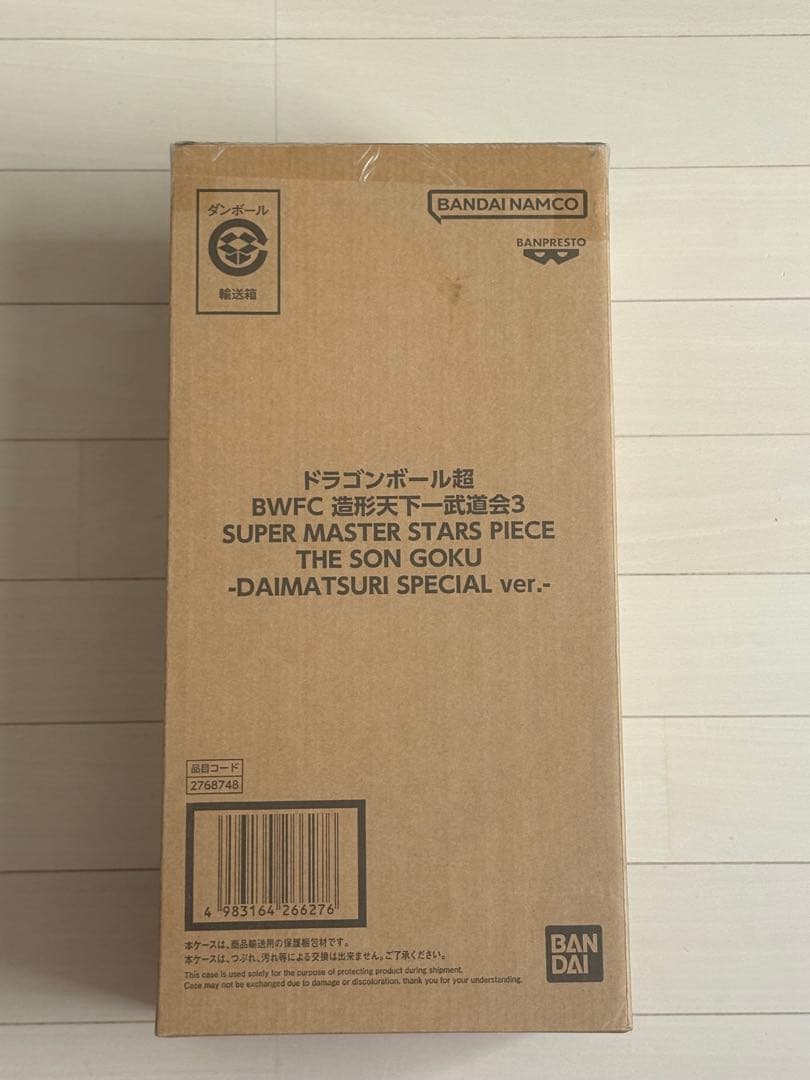 ダンボール
輸送箱
BANDAI NAMCO
BANPRESTO
ドラゴンボール超
BWFC 造形天下一武道会3
SUPER MASTER STARS PIECE
THE SON GOKU
-DAIMATSURI SPECIAL ver.-
品目コード
2768748
4 983164 266276
本ケースは、商品輸送用の保護梱包材です。
本ケースは、つぶれ、汚れ等による交換は出来ません。ご了承ください。
This case is used solely for the purpose of protecting product during shipment.
Case may not be exchanged due to damage or discoloration. thank you for your understanding.
BAN
DAI